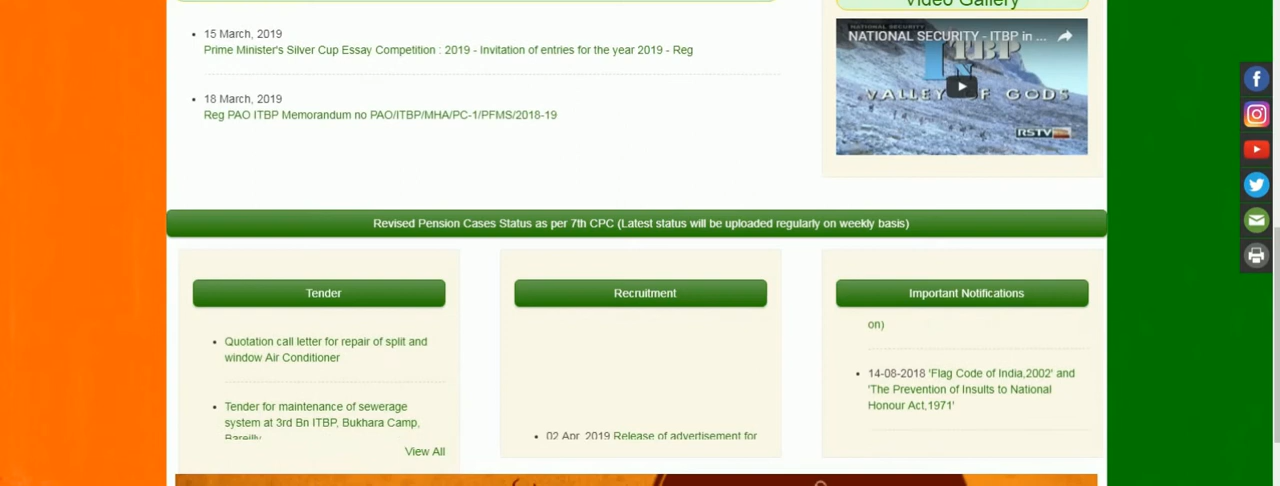 Video Gallery
15 March, 2019
Prime Minister's Silver Cup Essay Competition : 2019 - Invitation of entries for the year 2019 - Reg
18 March, 2019
Reg PAO ITBP Memorandum no PAO/ITBP/MHA/PC-1/PFMS/2018-19
NATIONAL SECURITY
NATIONAL SECURITY - ITBP in ...
ITBP
IN
VALLEY OF GODS
RSTV
Revised Pension Cases Status as per 7th CPC (Latest status will be uploaded regularly on weekly basis)
Tender
Quotation call letter for repair of split and
window Air Conditioner
Tender for maintenance of sewerage
system at 3rd Bn ITBP, Bukhara Camp,
Bareilly
View All
Recruitment
02 Apr, 2019 Release of advertisement for
Important Notifications
on)
14-08-2018 'Flag Code of India,2002' and
'The Prevention of Insults to National
Honour Act,1971'